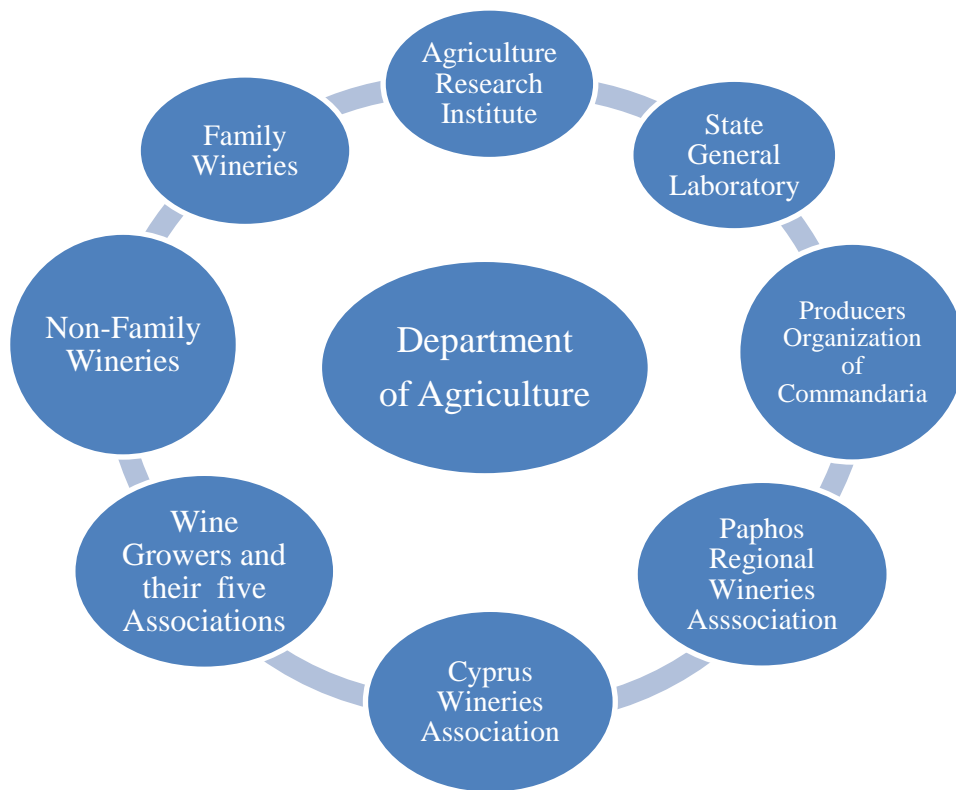 Agriculture
Research
Institute
State
General
Laboratory
Producers
Organization
of
Commandaria
Paphos
Regional
Wineries
Asssociation
Cyprus
Wineries
Association
Wine
Growers and
their five
Associations
Non-Family
Wineries
Family
Wineries
Department
of Agriculture